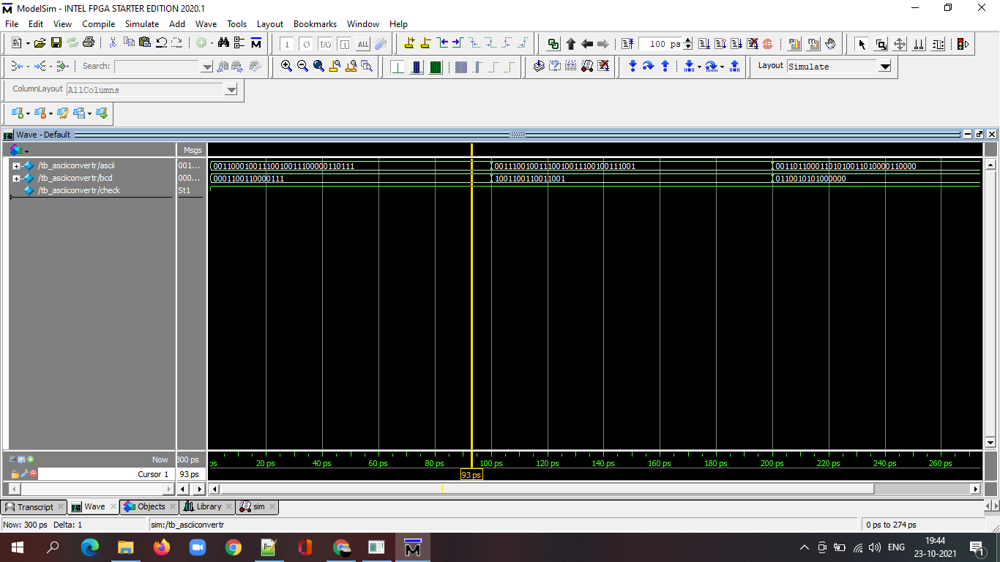 ModelSim - INTEL FPGA STARTER EDITION 2020.1
File Edit View Compile Simulate Add Wave Tools Layout Bookmarks Window Help
100 ps
Search: Layout Simulate
ColumnLayout AllColumns
Wave - Default
Msgs
/tb_asciiconvertr/ascii 001... 00110001001110010011100000110111 00111001001110010011100100111001 00110110001101010011010000110000
/tb_asciiconvertr/bcd 000... 0001100110000111 1001100110011001 0110010101000000
/tb_asciiconvertr/check St1
Now 300 ps ps 20 ps 40 ps 60 ps 80 ps 100 ps 120 ps 140 ps 160 ps 180 ps 200 ps 220 ps 240 ps 260 ps
Cursor 1 93 ps 93 ps
Transcript Wave Objects Library sim
Now: 300 ps Delta: 1 sim:/tb_asciiconvertr 0 ps to 274 ps
ENG 19:44
23-10-2021 1